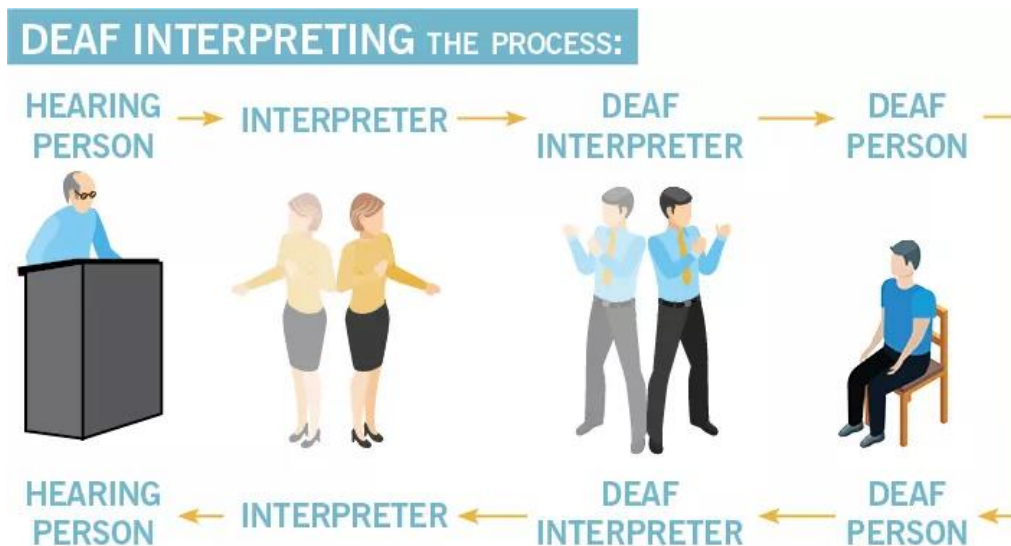 DEAF INTERPRETING THE PROCESS:
HEARING PERSON
INTERPRETER
DEAF INTERPRETER
DEAF PERSON
HEARING PERSON
INTERPRETER
DEAF INTERPRETER
DEAF PERSON